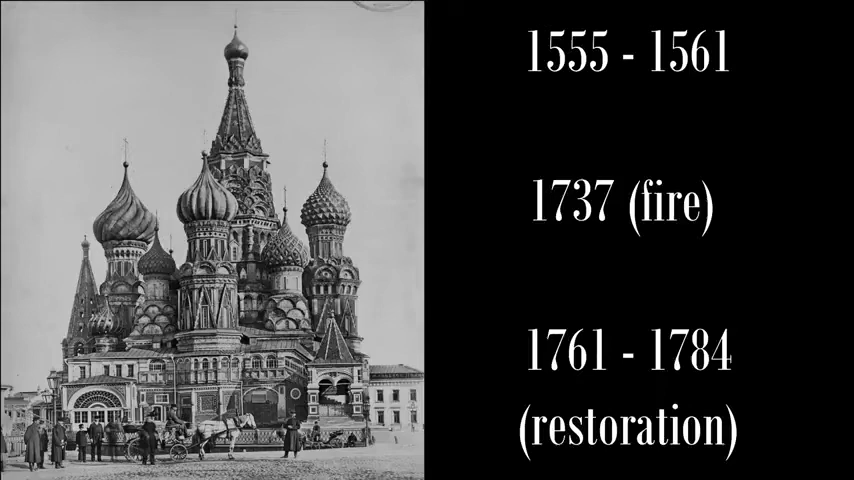 1555 - 1561
1737 (fire)
1761 - 1784
(restoration)